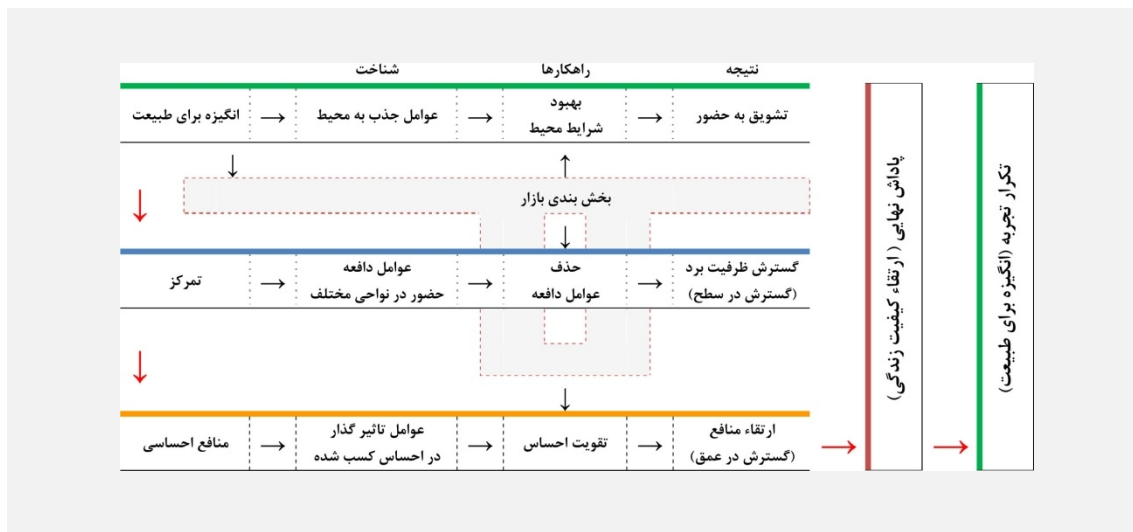 شناخت
راهکارها
نتیجه
انگیزه برای طبیعت
عوامل جذب به محیط
بهبود
شرایط محیط
تشویق به حضور
بخش بندی بازار
تمرکز
عوامل دافعه
حضور در نواحی مختلف
حذف
عوامل دافعه
گسترش ظرفیت برد
(گسترش در سطح)
منافع احساسی
عوامل تاثیر گذار
در احساس کسب شده
تقویت احساس
ارتقاء منافع
(گسترش در عمق)
پاداش نهایی (ارتقاء کیفیت زندگی)
تکرار تجربه (انگیزه برای طبیعت)